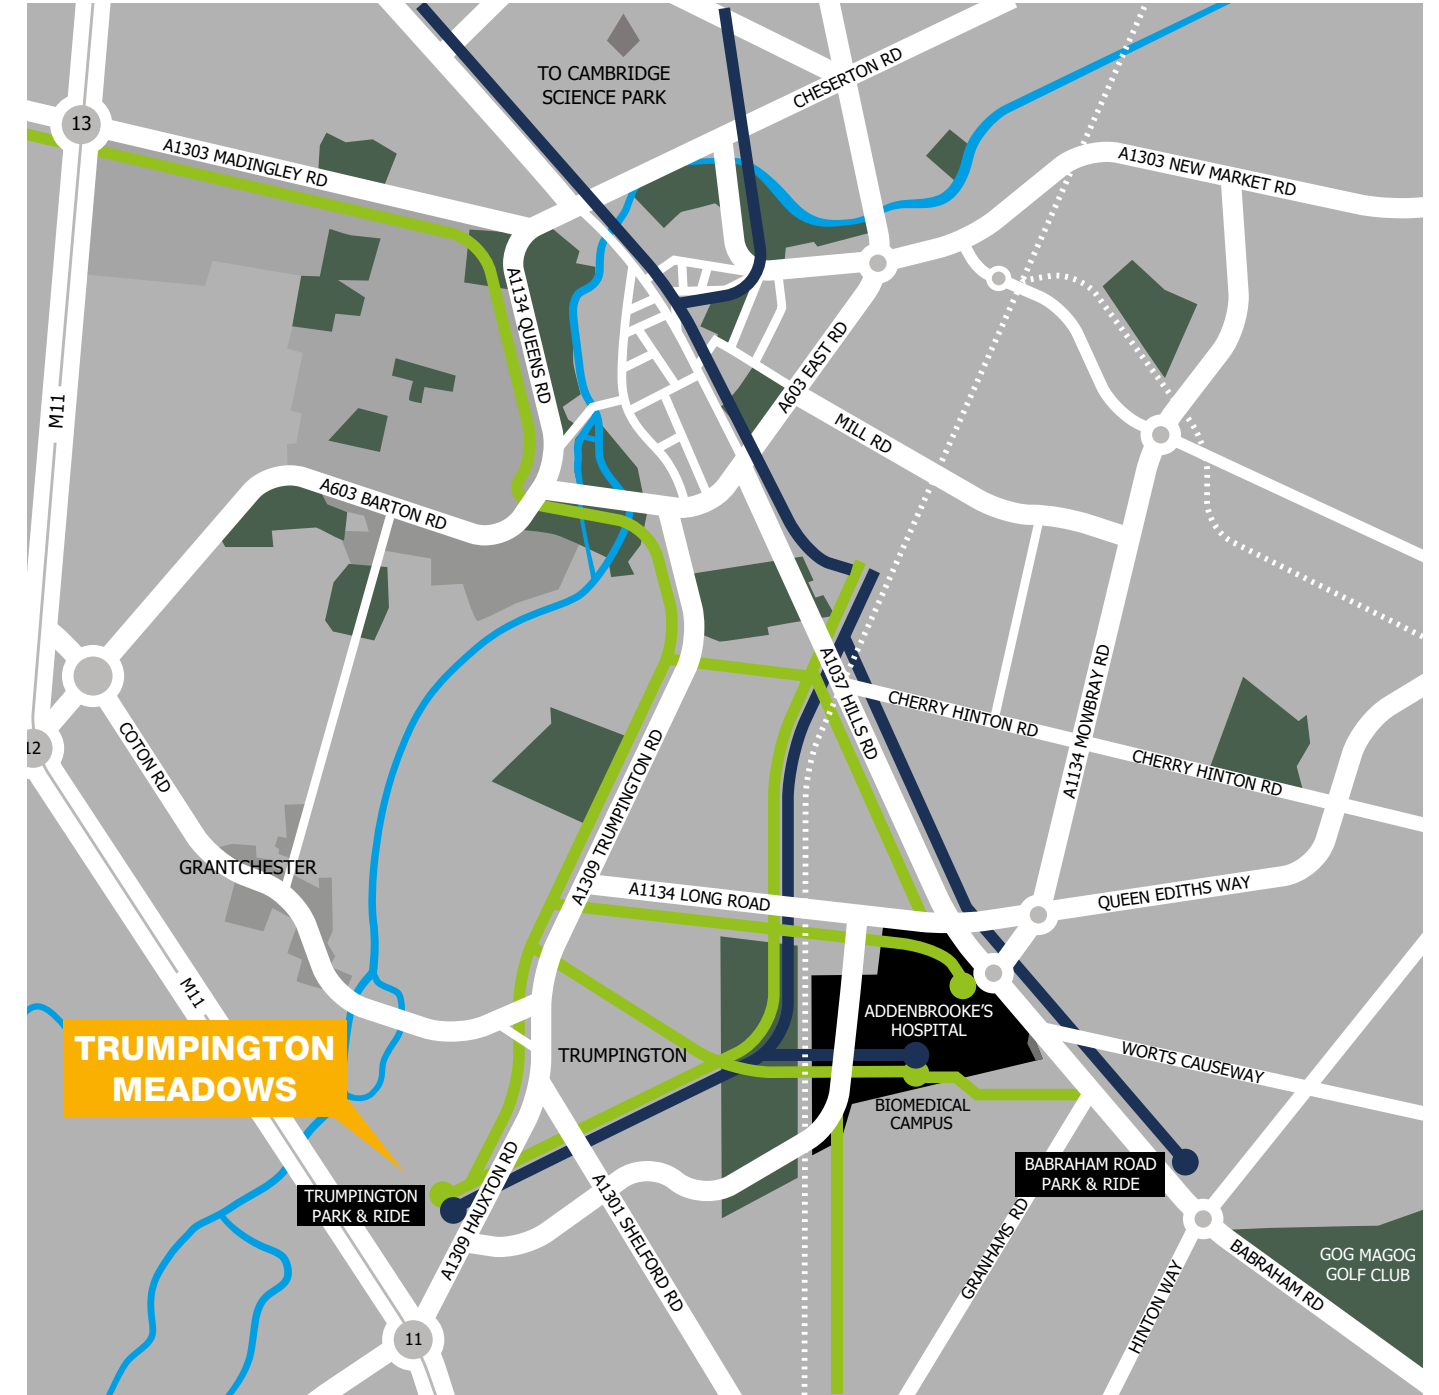 TO CAMBRIDGE
SCIENCE PARK
CHESERTON RD
13
A1303 MADINGLEY RD
A1303 NEW MARKET RD
A1134 QUEENS RD
A603 EAST RD
M11
MILL RD
A603 BARTON RD
A1037 HILLS RD
A1134 MOWBRAY RD
CHERRY HINTON RD
CHERRY HINTON RD
12
COTON RD
A1309 TRUMPINGTON RD
GRANTCHESTER
A1134 LONG ROAD
QUEEN EDITHS WAY
M11
ADDENBROOKE'S
HOSPITAL
TRUMPINGTON
MEADOWS
TRUMPINGTON
WORTS CAUSEWAY
BIOMEDICAL
CAMPUS
BABRAHAM ROAD
PARK & RIDE
TRUMPINGTON
PARK & RIDE
A1309 HAUXTON RD
A1301 SHELFORD RD
GRANHAMS RD
HINTON WAY
BABRAHAM RD
GOG MAGOG
GOLF CLUB
11